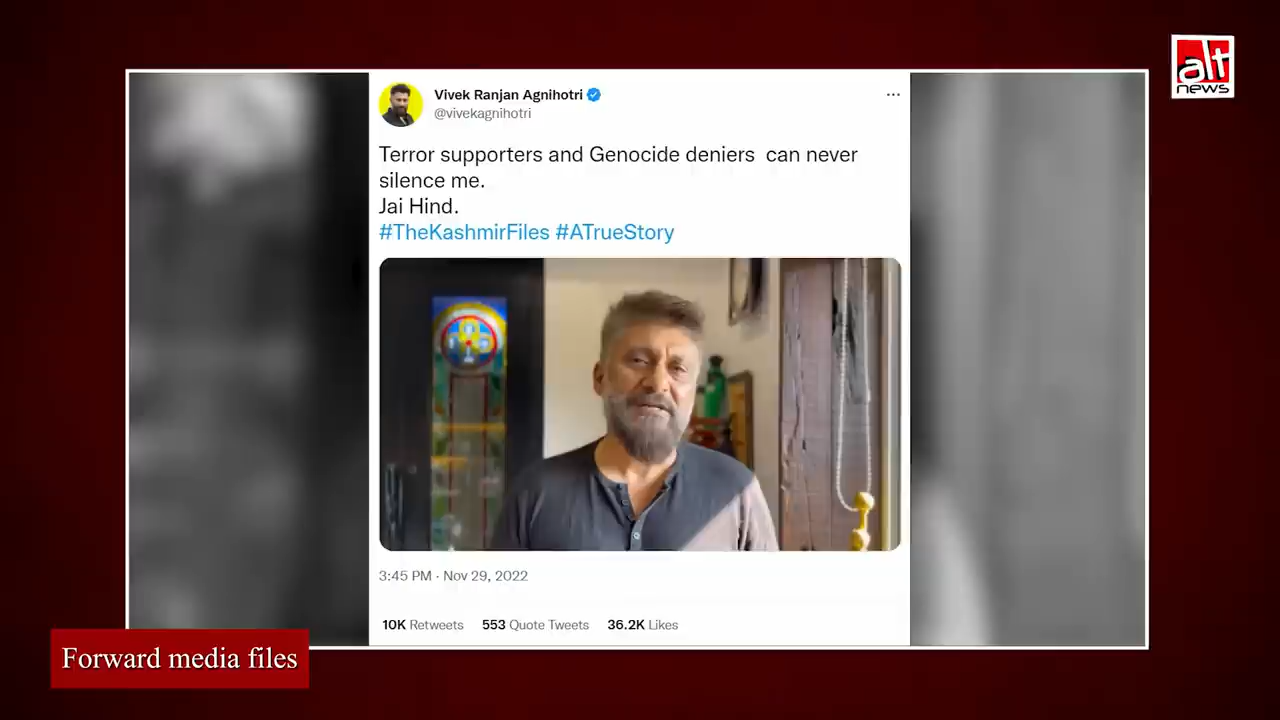 alt
news
Vivek Ranjan Agnihotri
@vivekagnihotri
Terror supporters and Genocide deniers can never
silence me.
Jai Hind.
#TheKashmirFiles #ATrueStory
3:45 PM · Nov 29, 2022
10K Retweets 553 Quote Tweets 36.2K Likes
Forward media files